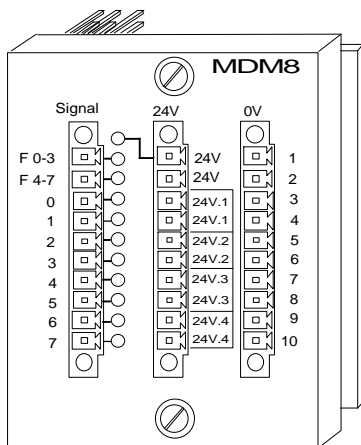 MDM8
Signal 24V 0V
F 0-3 24V 1
F 4-7 24V 2
0 24V.1 3
1 24V.1 4
2 24V.2 5
3 24V.2 6
4 24V.3 7
5 24V.3 8
6 24V.4 9
7 24V.4 10